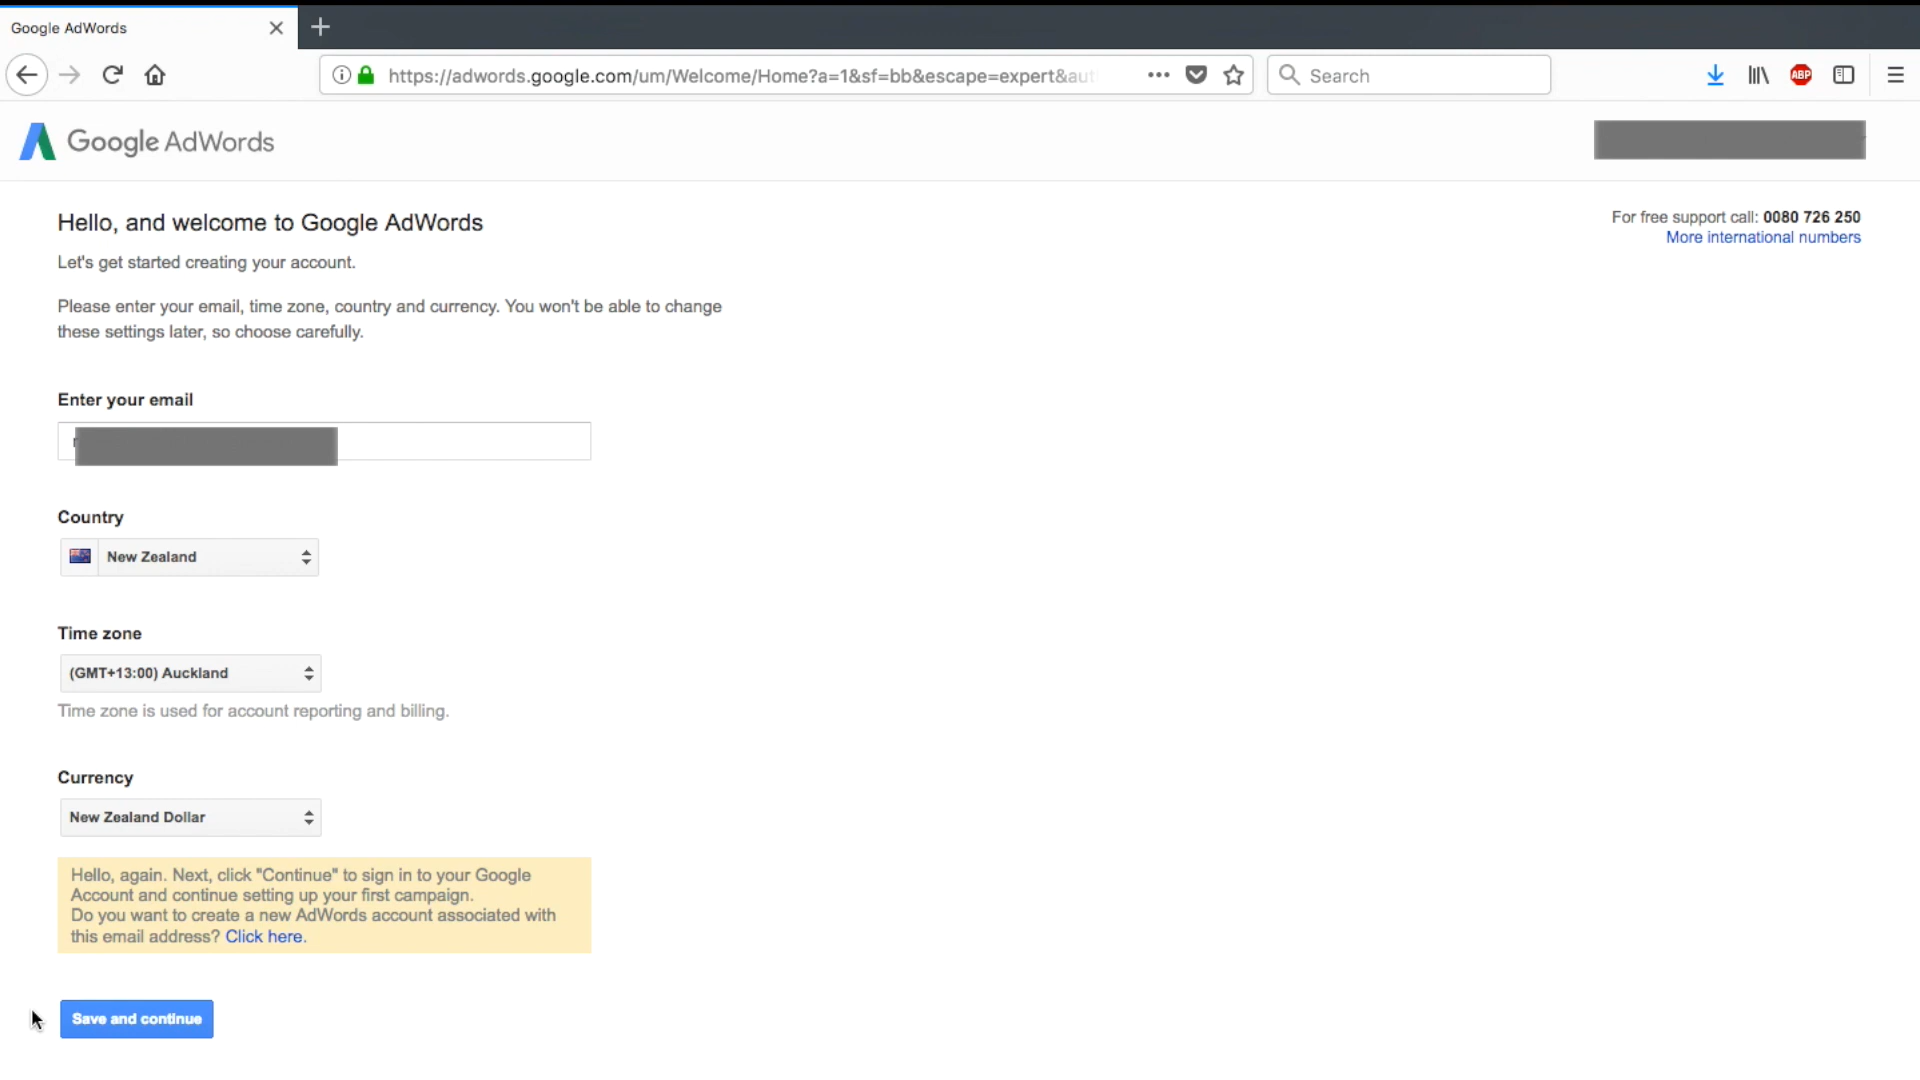 Google AdWords
https://adwords.google.com/um/Welcome/Home?a=1&sf=bb&escape=expert&aut
Search
ABP
Google AdWords
Hello, and welcome to Google AdWords
For free support call: 0080 726 250
More international numbers
Let's get started creating your account.
Please enter your email, time zone, country and currency. You won't be able to change
these settings later, so choose carefully.
Enter your email
Country
New Zealand
Time zone
(GMT+13:00) Auckland
Time zone is used for account reporting and billing.
Currency
New Zealand Dollar
Hello, again. Next, click "Continue" to sign in to your Google
Account and continue setting up your first campaign.
Do you want to create a new AdWords account associated with
this email address? Click here.
Save and continue